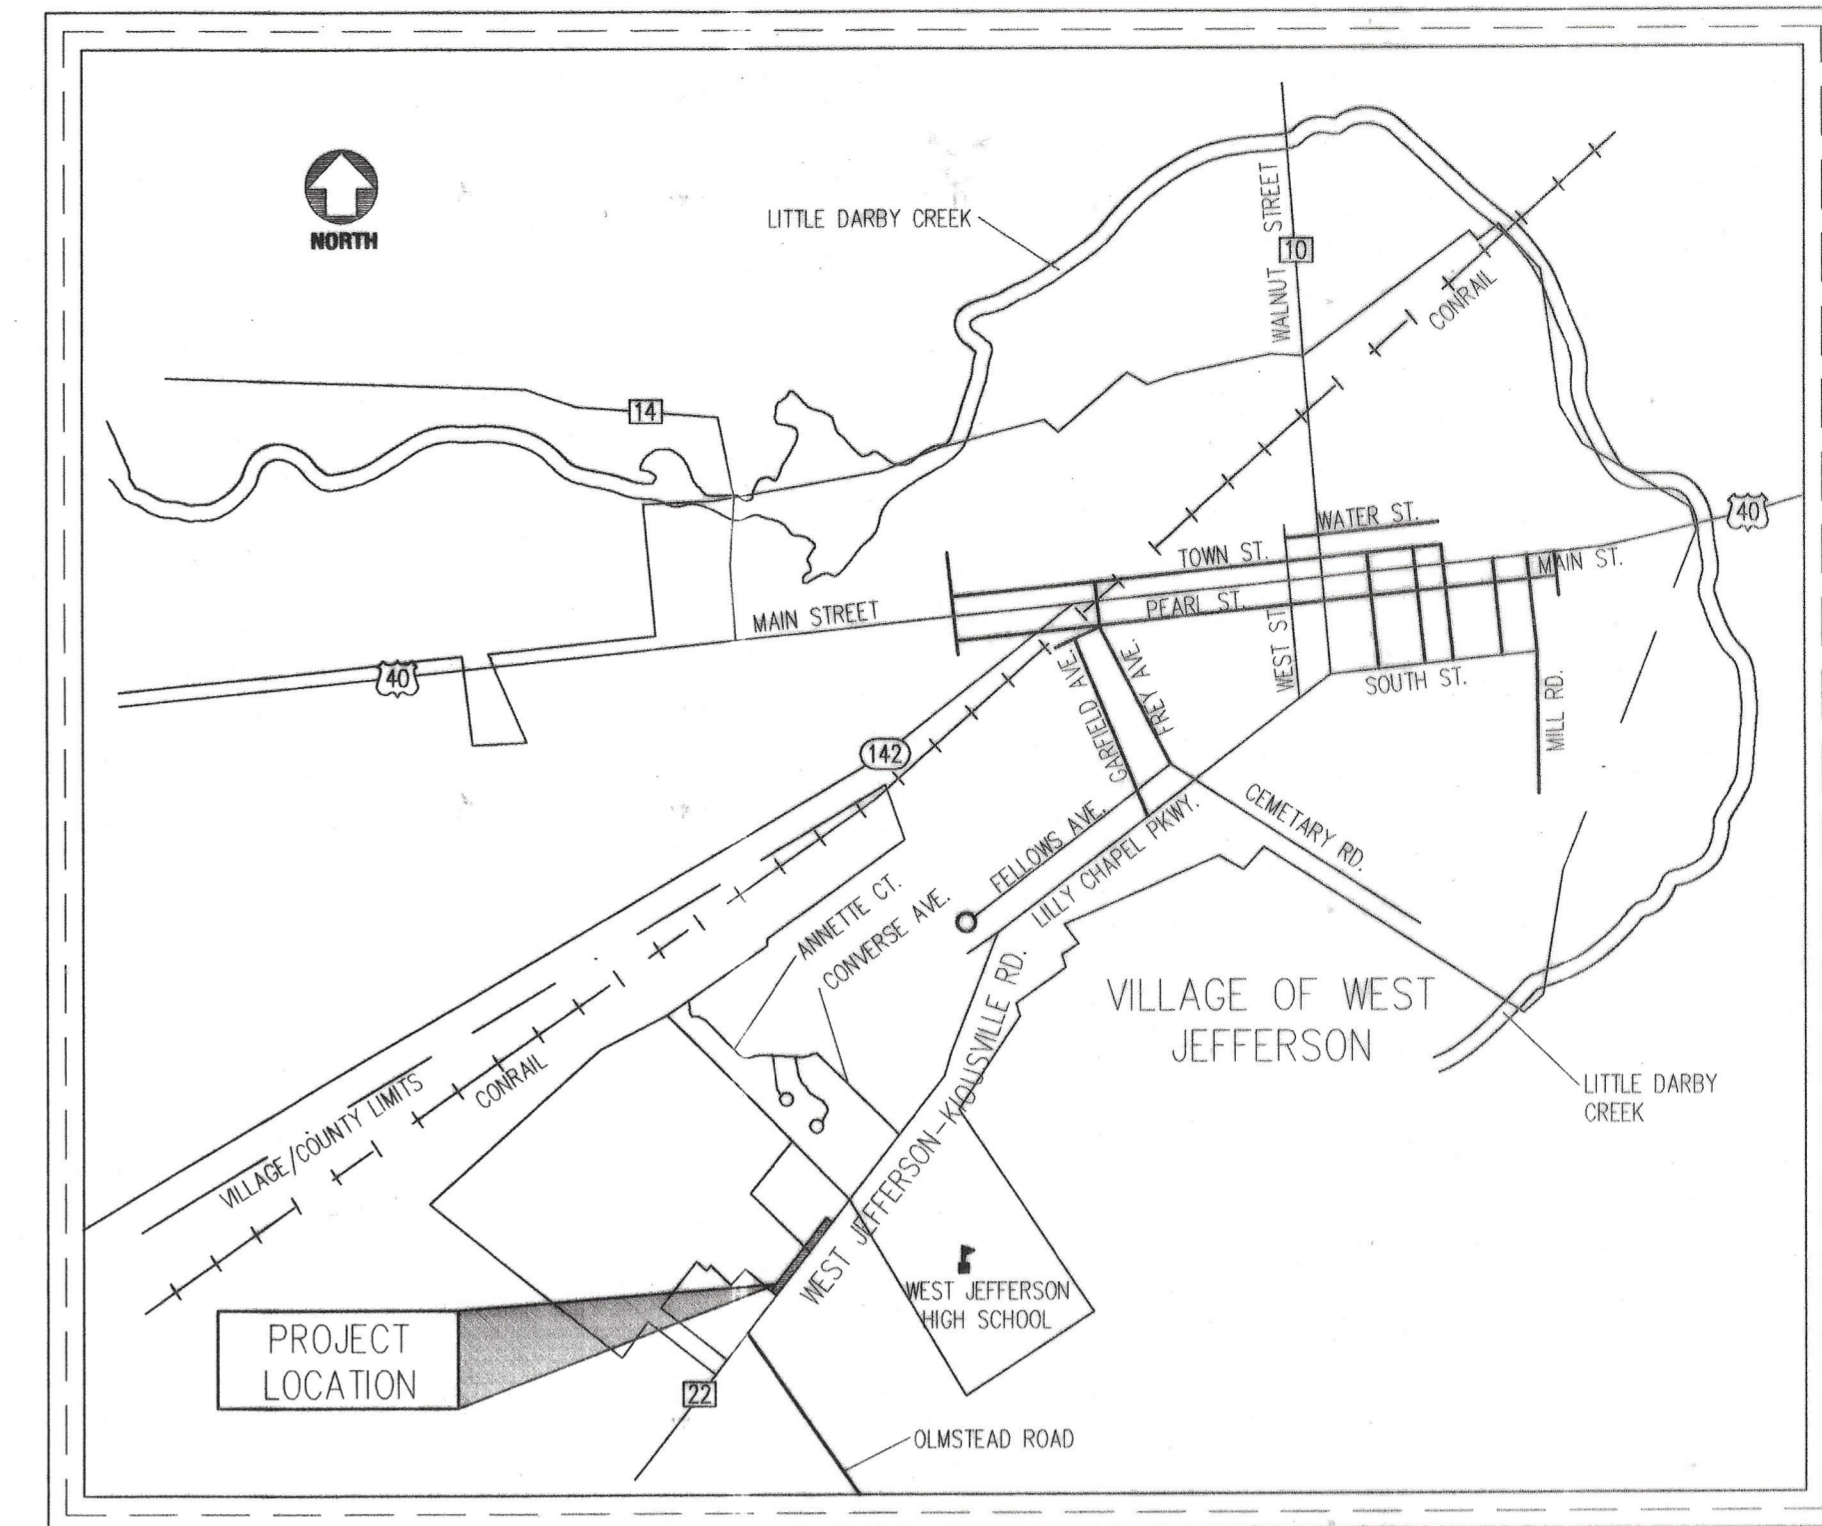 NORTH
LITTLE DARBY CREEK
WALNUT STREET
10
CONRAIL
14
40
WATER ST.
TOWN ST.
MAIN ST.
MAIN STREET
PEARL ST.
40
WEST ST.
SOUTH ST.
MILL RD.
GARFIELD AVE.
FREY AVE.
142
CEMETARY RD.
FELLOWS AVE.
LILLY CHAPEL PKWY.
ANNETTE CT.
CONVERSE AVE.
VILLAGE OF WEST
JEFFERSON
WEST JEFFERSON-KIOUSVILLE RD.
CONRAIL
VILLAGE/COUNTY LIMITS
LITTLE DARBY
CREEK
WEST JEFFERSON
HIGH SCHOOL
PROJECT
LOCATION
22
OLMSTEAD ROAD